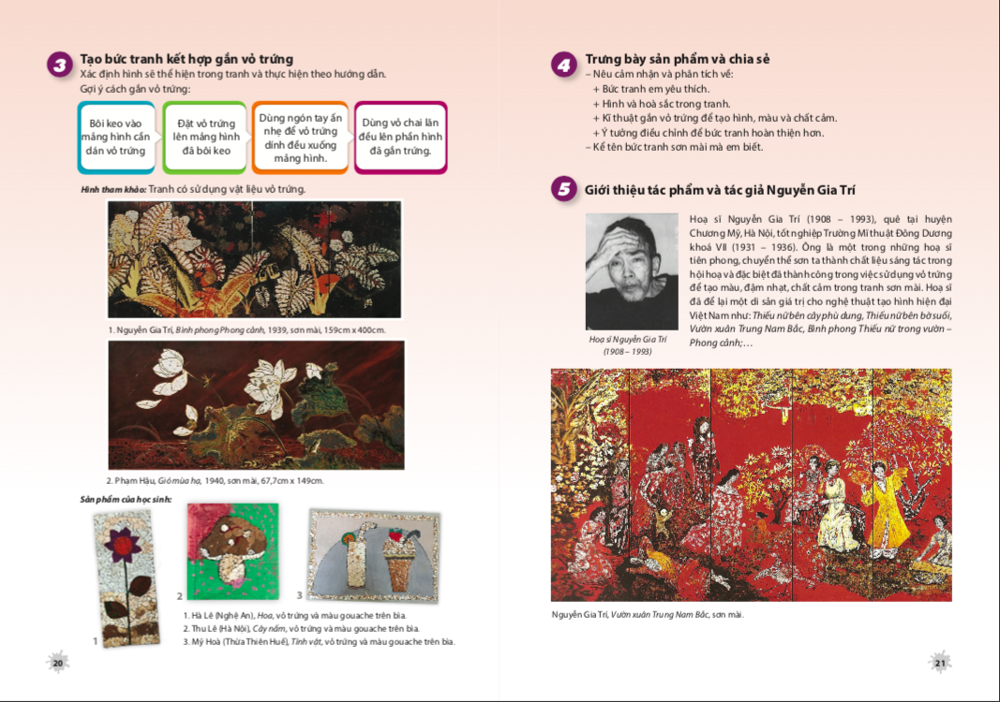 3 Tạo bức tranh kết hợp gắn vỏ trứng
Xác định hình sẽ thể hiện trong tranh và thực hiện theo hướng dẫn.
Gợi ý cách gắn vỏ trứng:
Bôi keo vào
mảng hình cần
dán vỏ trứng
Đặt vỏ trứng
lên mảng hình
đã bôi keo
Dùng ngón tay ấn
nhẹ để vỏ trứng
dính đều xuống
mảng hình.
Dùng vỏ chai lăn
đều lên phần hình
đã gắn trứng.
Hình tham khảo: Tranh có sử dụng vật liệu vỏ trứng.
1. Nguyễn Gia Trí, Bình phong Phong cảnh, 1939, sơn mài, 159cm x 400cm.
2. Phạm Hậu, Gió mùa hạ, 1940, sơn mài, 67,7cm x 149cm.
Sản phẩm của học sinh:
1
2
3
1. Hà Lê (Nghệ An), Hoa, vỏ trứng và màu gouache trên bìa.
2. Thu Lê (Hà Nội), Cây nấm, vỏ trứng và màu gouache trên bìa.
3. Mỹ Hoà (Thừa Thiên Huế), Tĩnh vật, vỏ trứng và màu gouache trên bìa.
20
4 Trưng bày sản phẩm và chia sẻ
– Nêu cảm nhận và phân tích về:
+ Bức tranh em yêu thích.
+ Hình và hoà sắc trong tranh.
+ Kĩ thuật gắn vỏ trứng để tạo hình, màu và chất cảm.
+ Ý tưởng điều chỉnh để bức tranh hoàn thiện hơn.
– Kể tên bức tranh sơn mài mà em biết.
5 Giới thiệu tác phẩm và tác giả Nguyễn Gia Trí
Hoạ sĩ Nguyễn Gia Trí (1908 – 1993), quê tại huyện
Chương Mỹ, Hà Nội, tốt nghiệp Trường Mĩ thuật Đông Dương
khoá VII (1931 – 1936). Ông là một trong những hoạ sĩ
tiên phong, chuyển thể sơn ta thành chất liệu sáng tác trong
hội hoạ và đặc biệt đã thành công trong việc sử dụng vỏ trứng
để tạo màu, đậm nhạt, chất cảm trong tranh sơn mài. Hoạ sĩ
đã để lại một di sản giá trị cho nghệ thuật tạo hình hiện đại
Việt Nam như: Thiếu nữ bên cây phù dung, Thiếu nữ bên bờ suối,
Vườn xuân Trung Nam Bắc, Bình phong Thiếu nữ trong vườn –
Phong cảnh;…
Hoạ sĩ Nguyễn Gia Trí
(1908 – 1993)
Nguyễn Gia Trí, Vườn xuân Trung Nam Bắc, sơn mài.
21